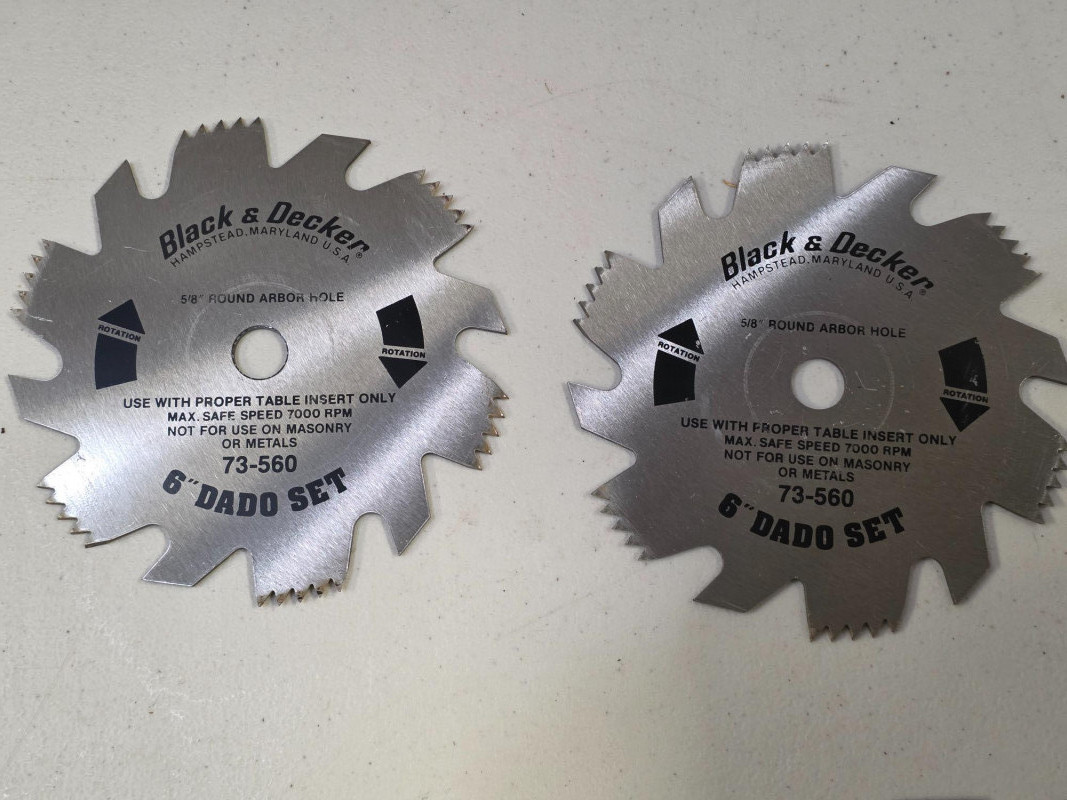 Black & Decker®
HAMPSTEAD, MARYLAND U.S.A.
5/8" ROUND ARBOR HOLE
ROTATION
ROTATION
USE WITH PROPER TABLE INSERT ONLY
MAX. SAFE SPEED 7000 RPM
NOT FOR USE ON MASONRY
OR METALS
73-560
6" DADO SET
Black & Decker®
HAMPSTEAD, MARYLAND U.S.A.
5/8" ROUND ARBOR HOLE
ROTATION
ROTATION
USE WITH PROPER TABLE INSERT ONLY
MAX. SAFE SPEED 7000 RPM
NOT FOR USE ON MASONRY
OR METALS
73-560
6" DADO SET